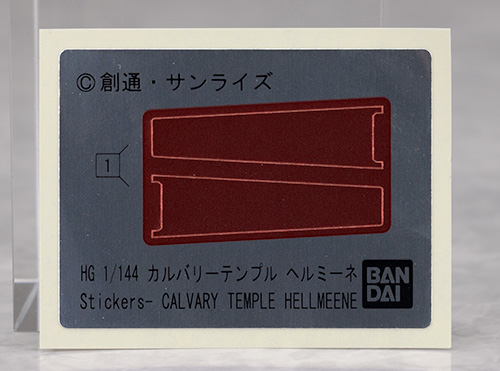 ©創通・サンライズ
1
HG 1/144 カルバリーテンプル ヘルミーネ
Stickers- CALVARY TEMPLE HELLMEENE
BAN
DAI